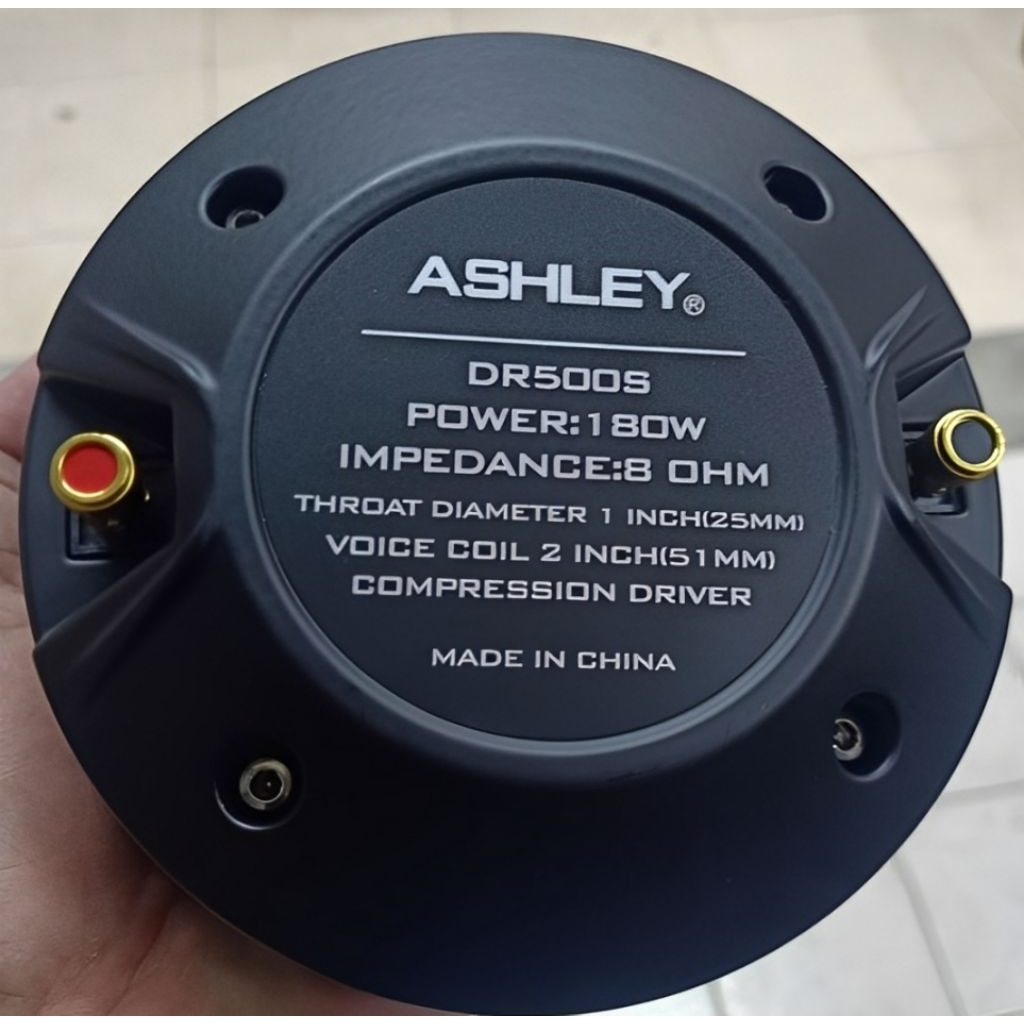 ASHLEY®
DR500S
POWER:180W
IMPEDANCE:8 OHM
THROAT DIAMETER 1 INCH(25MM)
VOICE COIL 2 INCH(51MM)
COMPRESSION DRIVER
MADE IN CHINA